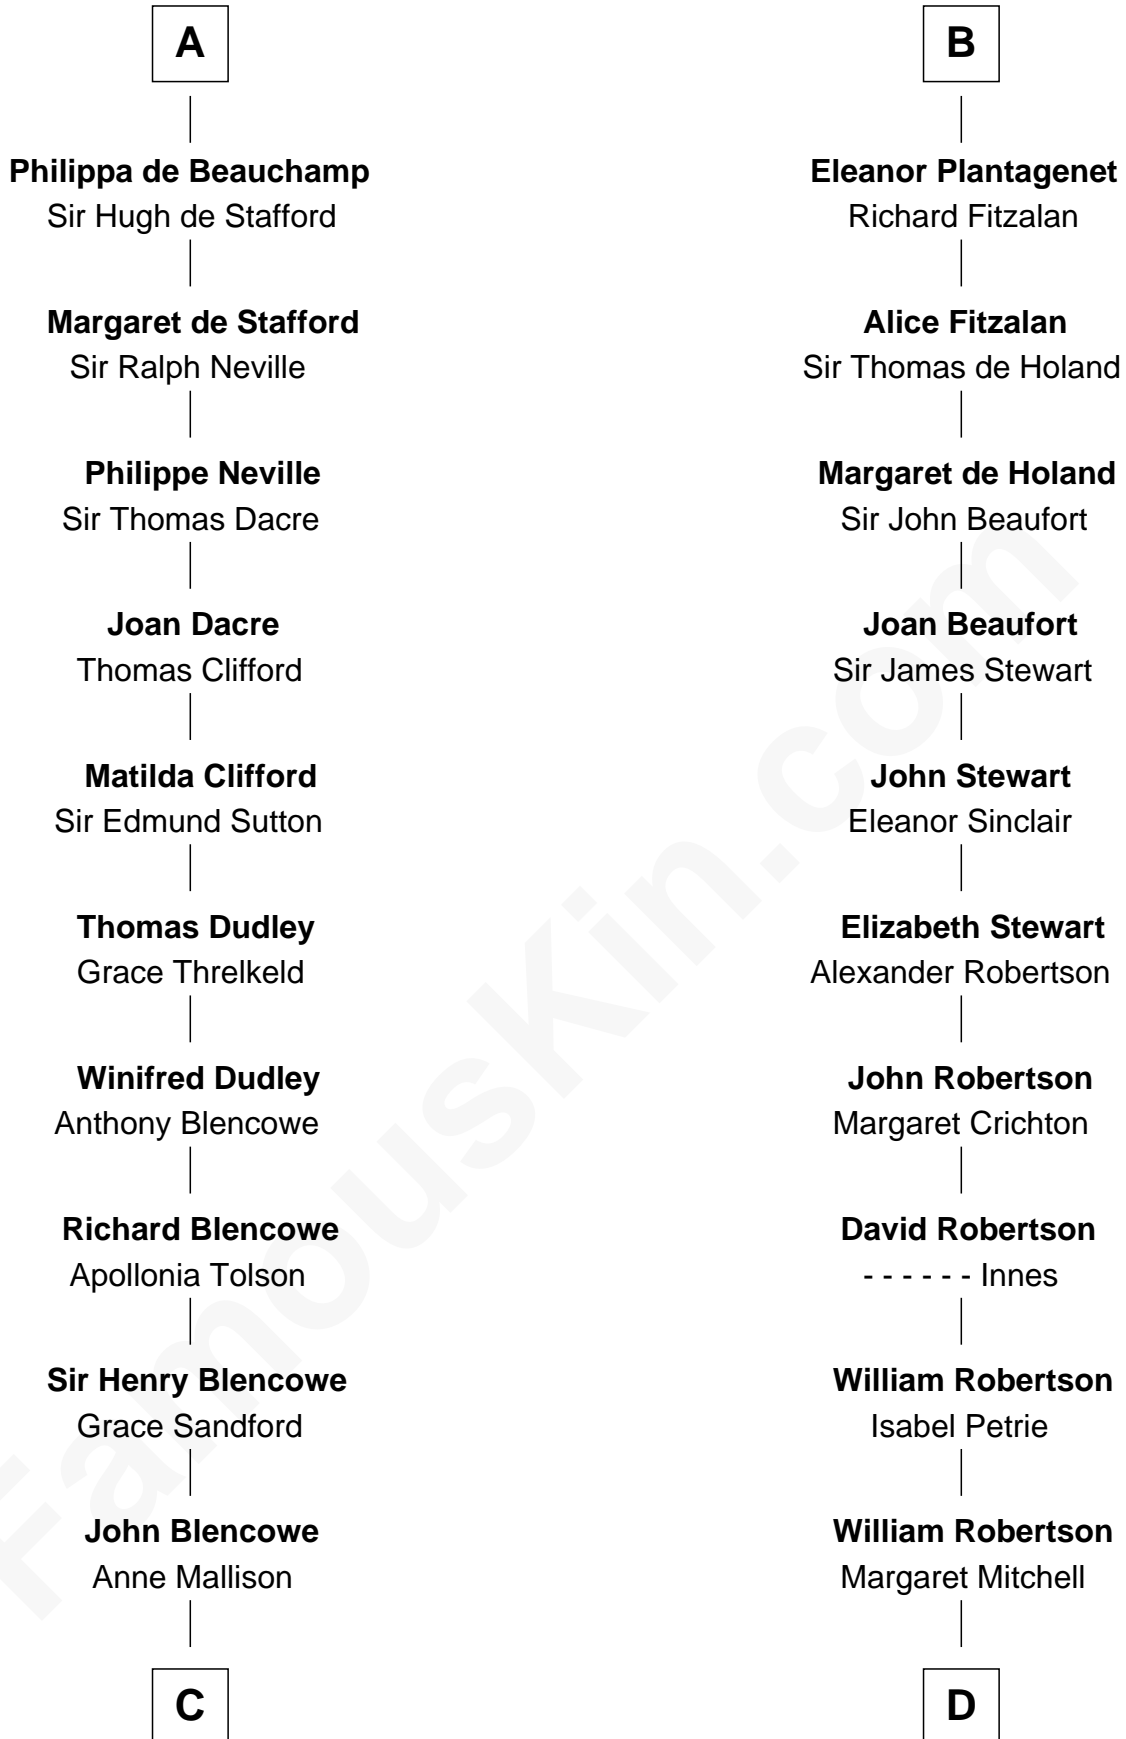 A
Philippa de Beauchamp
Sir Hugh de Stafford
Margaret de Stafford
Sir Ralph Neville
Philippe Neville
Sir Thomas Dacre
Joan Dacre
Thomas Clifford
Matilda Clifford
Sir Edmund Sutton
Thomas Dudley
Grace Threlkeld
Winifred Dudley
Anthony Blencowe
Richard Blencowe
Apollonia Tolson
Sir Henry Blencowe
Grace Sandford
John Blencowe
Anne Mallison
C
B
Eleanor Plantagenet
Richard Fitzalan
Alice Fitzalan
Sir Thomas de Holand
Margaret de Holand
Sir John Beaufort
Joan Beaufort
Sir James Stewart
John Stewart
Eleanor Sinclair
Elizabeth Stewart
Alexander Robertson
John Robertson
Margaret Crichton
David Robertson
- - - - - - Innes
William Robertson
Isabel Petrie
William Robertson
Margaret Mitchell
D
FamousKin.com